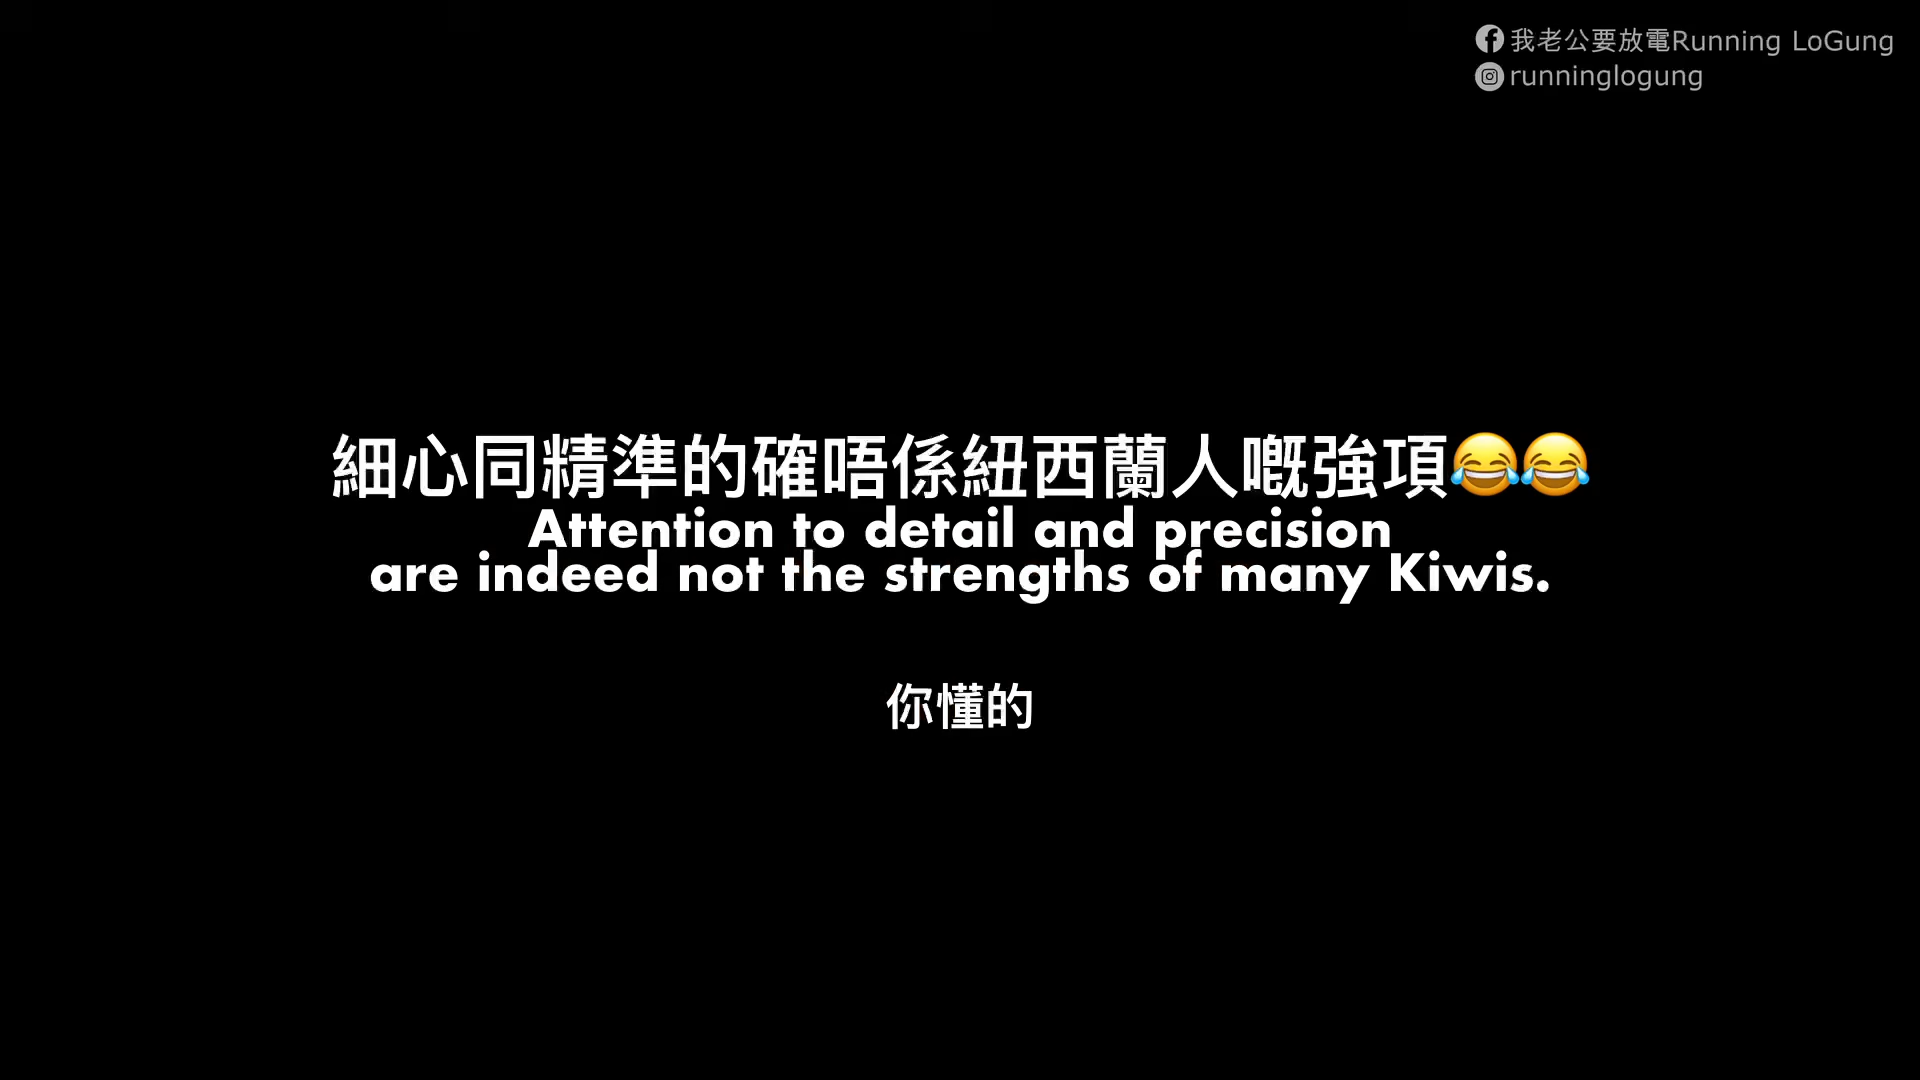 我老公要放電Running LoGung
runninglogung
細心同精準的確唔係紐西蘭人嘅強項😂😂
Attention to detail and precision
are indeed not the strengths of many Kiwis.
你懂的